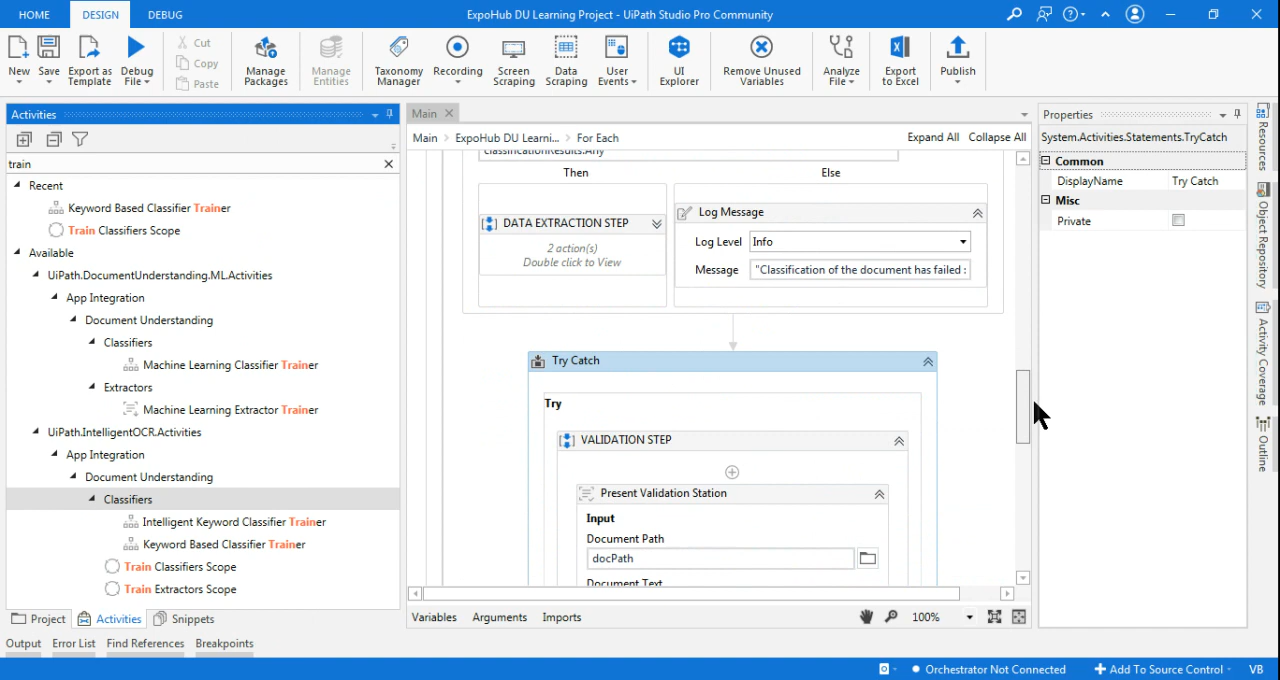 HOME DESIGN DEBUG ExpoHub DU Learning Project - UiPath Studio Pro Community
New Save Export as Template Debug File Cut Copy Paste Manage Packages Manage Entities Taxonomy Manager Recording Screen Scraping Data Scraping User Events UI Explorer Remove Unused Variables Analyze File Export to Excel Publish
Activities
train
Recent
Keyword Based Classifier Trainer
Train Classifiers Scope
Available
UiPath.DocumentUnderstanding.ML.Activities
App Integration
Document Understanding
Classifiers
Machine Learning Classifier Trainer
Extractors
Machine Learning Extractor Trainer
UiPath.IntelligentOCR.Activities
App Integration
Document Understanding
Classifiers
Intelligent Keyword Classifier Trainer
Keyword Based Classifier Trainer
Train Classifiers Scope
Train Extractors Scope
Project Activities Snippets
Main
Main > ExpoHub DU Learni... > For Each Expand All Collapse All
classificationResults.Any
Then Else
DATA EXTRACTION STEP
2 action(s)
Double click to View
Log Message
Log Level Info
Message "Classification of the document has failed :
Try Catch
Try
VALIDATION STEP
Present Validation Station
Input
Document Path
docPath
Document Text
Variables Arguments Imports 100%
Properties
System.Activities.Statements.TryCatch
Common
DisplayName Try Catch
Misc
Private
Resources
Object Repository
Activity Coverage
Outline
Output Error List Find References Breakpoints
Orchestrator Not Connected Add To Source Control VB